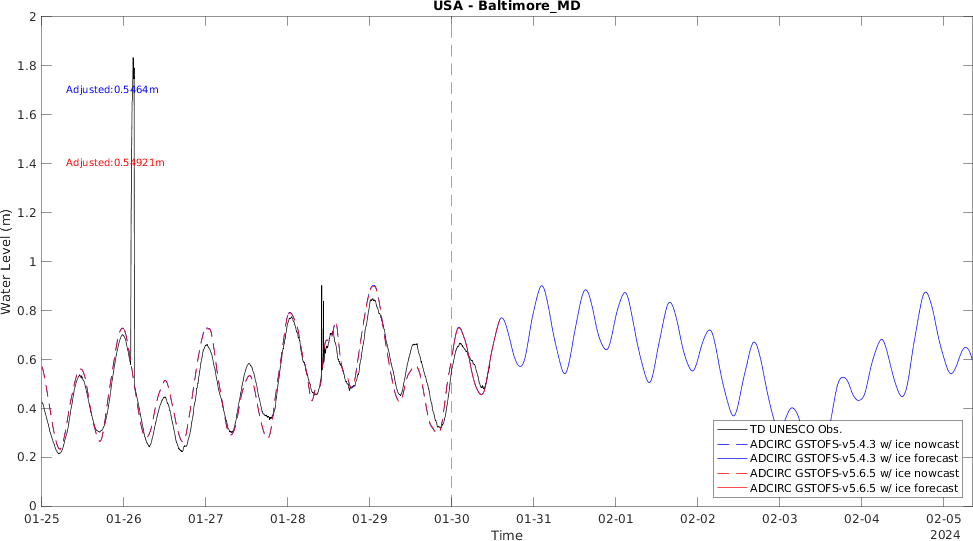 USA - Baltimore_MD
2
1.8
1.6
1.4
1.2
1
0.8
0.6
0.4
0.2
0
Water Level (m)
Adjusted:0.5464m
Adjusted:0.54921m
TD UNESCO Obs.
ADCIRC GSTOFS-v5.4.3 w/ ice nowcast
ADCIRC GSTOFS-v5.4.3 w/ ice forecast
ADCIRC GSTOFS-v5.6.5 w/ ice nowcast
ADCIRC GSTOFS-v5.6.5 w/ ice forecast
01-25 01-26 01-27 01-28 01-29 01-30 01-31 02-01 02-02 02-03 02-04 02-05
Time
2024